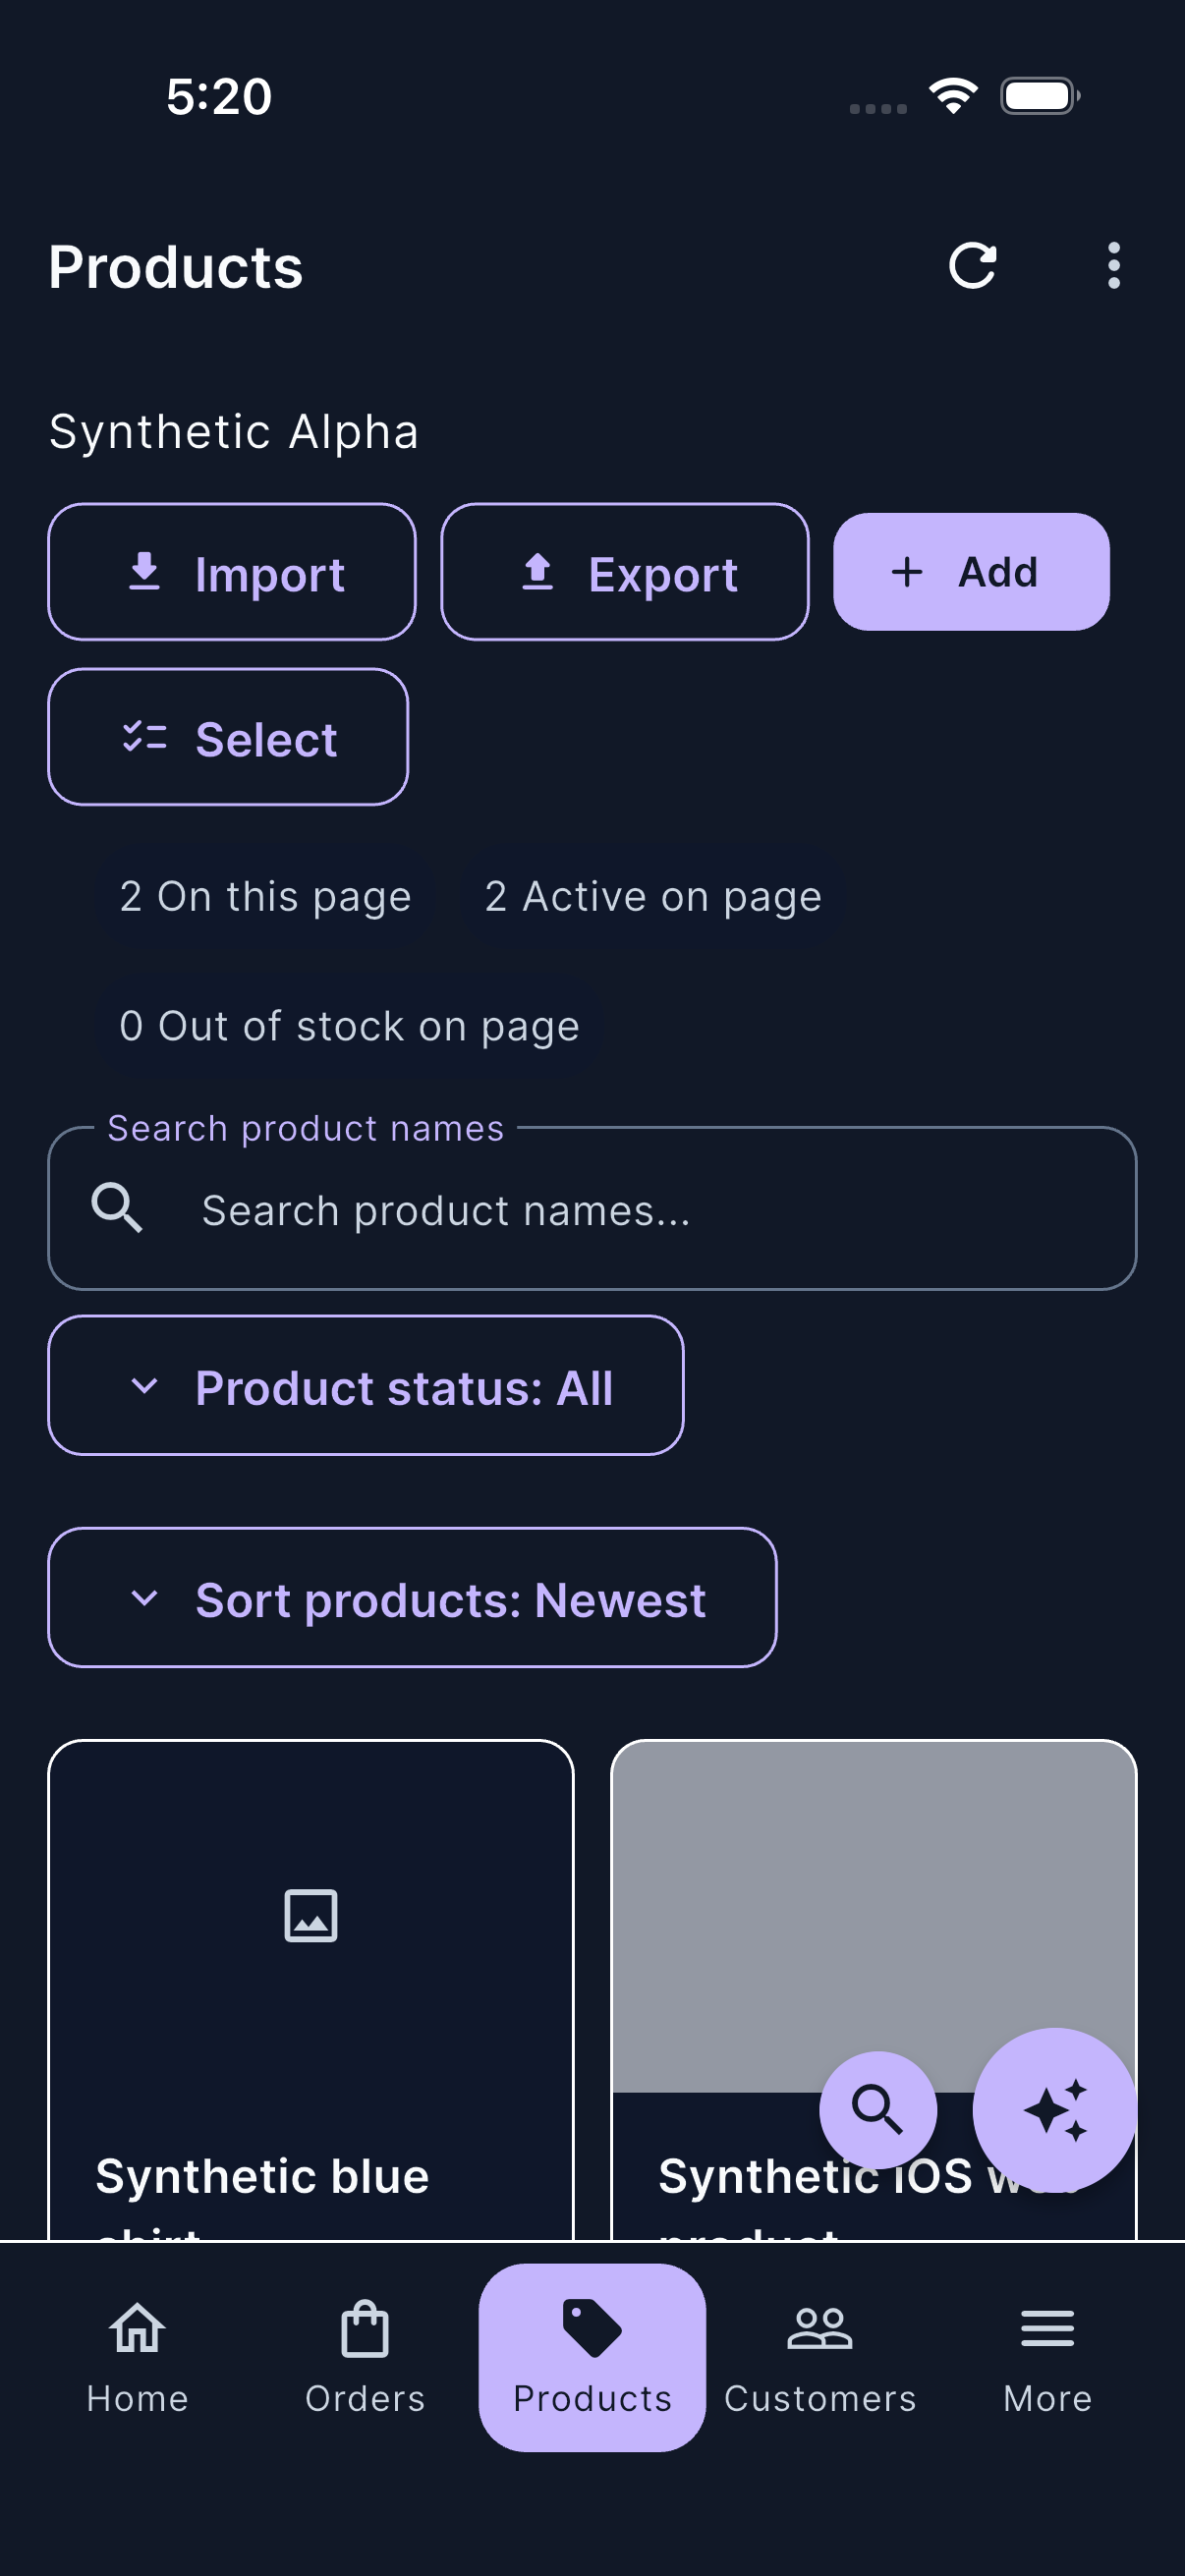 5:20
Products
Synthetic Alpha
Import Export Add
Select
2 On this page 2 Active on page
0 Out of stock on page
Search product names
Search product names...
Product status: All
Sort products: Newest
Synthetic blue
shirt
Synthetic iOS
product
Home Orders Products Customers More